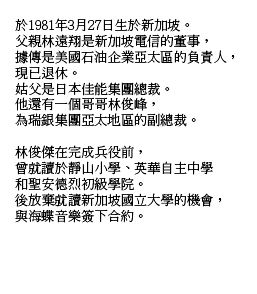 於1981年3月27日生於新加坡。
父親林遠翔是新加坡電信的董事，
據傳是美國石油企業亞太區的負責人，
現已退休。
姑父是日本佳能集團總裁。
他還有一個哥哥林俊峰，
為瑞銀集團亞太地區的副總裁。

林俊傑在完成兵役前，
曾就讀於靜山小學、英華自主中學
和聖安德烈初級學院。
後放棄就讀新加坡國立大學的機會，
與海蝶音樂簽下合約。